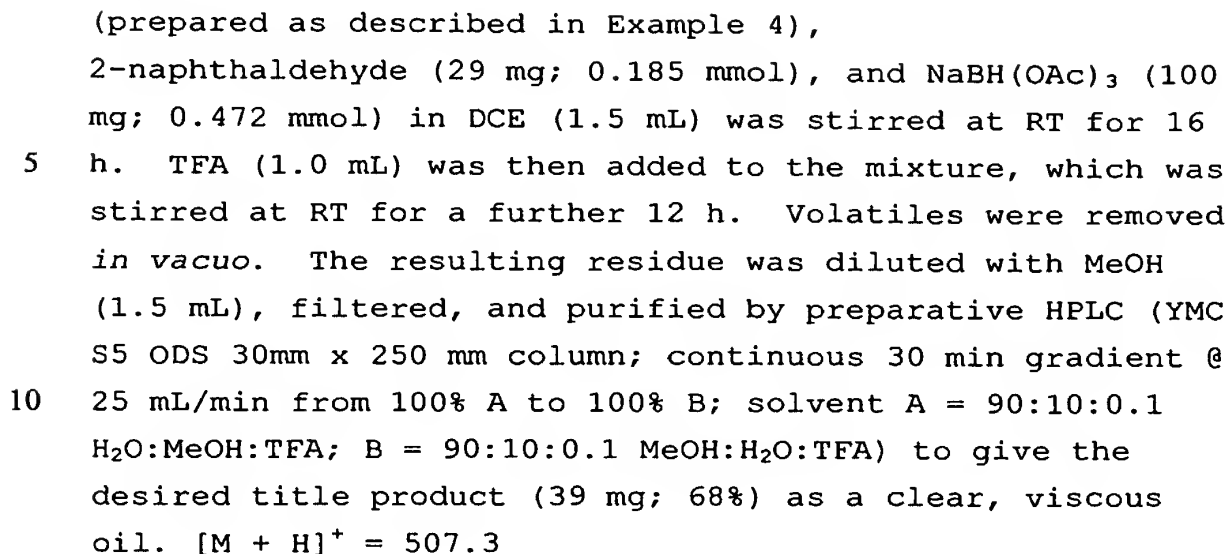 (prepared as described in Example 4),
2-naphthaldehyde (29 mg; 0.185 mmol), and NaBH(OAc)₃ (100
mg; 0.472 mmol) in DCE (1.5 mL) was stirred at RT for 16
5 h. TFA (1.0 mL) was then added to the mixture, which was
stirred at RT for a further 12 h. Volatiles were removed
in vacuo. The resulting residue was diluted with MeOH
(1.5 mL), filtered, and purified by preparative HPLC (YMC
S5 ODS 30mm x 250 mm column; continuous 30 min gradient @
10 25 mL/min from 100% A to 100% B; solvent A = 90:10:0.1
H₂O:MeOH:TFA; B = 90:10:0.1 MeOH:H₂O:TFA) to give the
desired title product (39 mg; 68%) as a clear, viscous
oil. [M + H]⁺ = 507.3